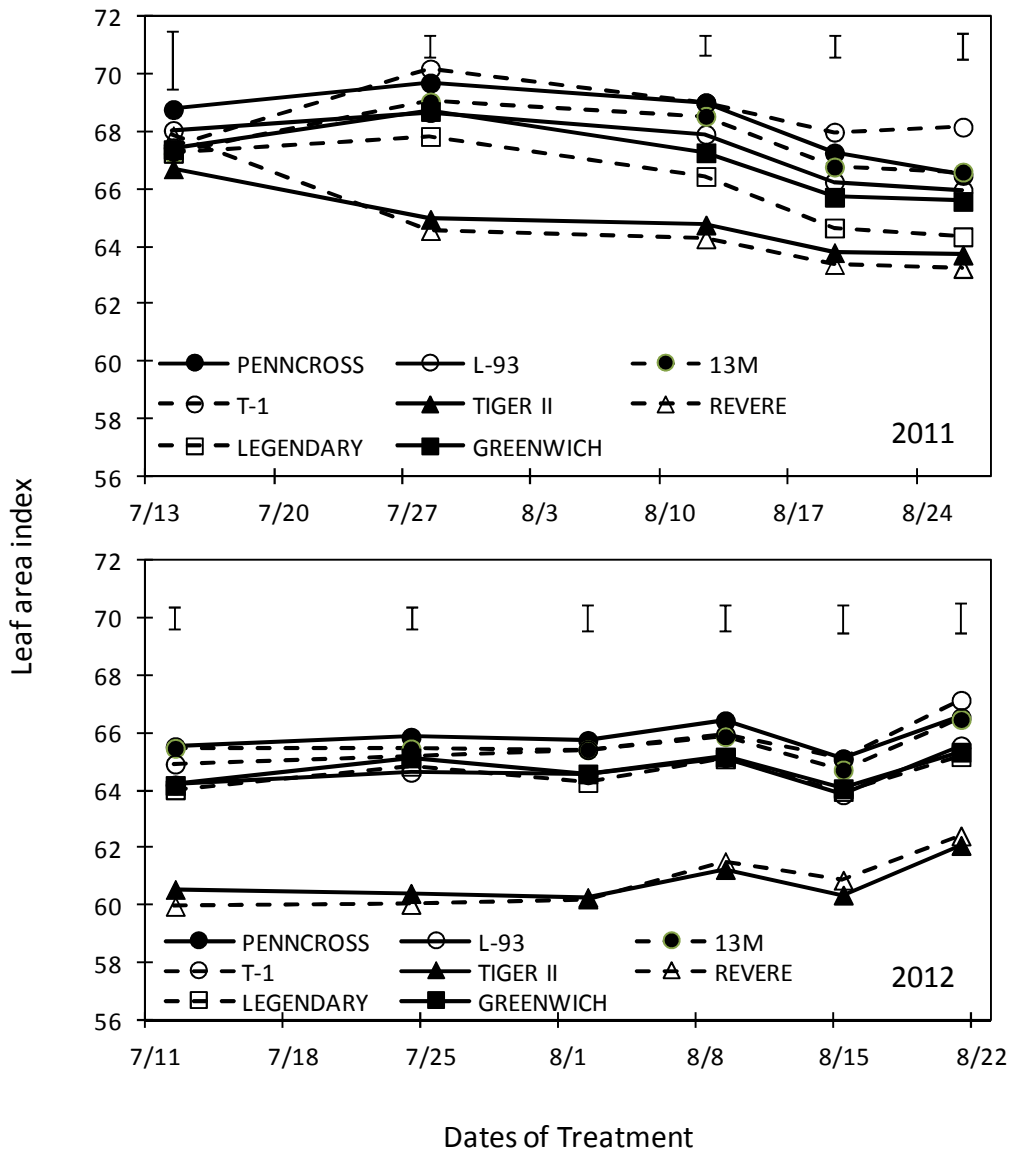 72
70
68
66
64
62
60
58
56
PENNCROSS L-93 13M
T-1 TIGER II REVERE
LEGENDARY GREENWICH
2011
7/13 7/20 7/27 8/3 8/10 8/17 8/24
Leaf area index
72
70
68
66
64
62
60
58
56
PENNCROSS L-93 13M
T-1 TIGER II REVERE
LEGENDARY GREENWICH
2012
7/11 7/18 7/25 8/1 8/8 8/15 8/22
Dates of Treatment